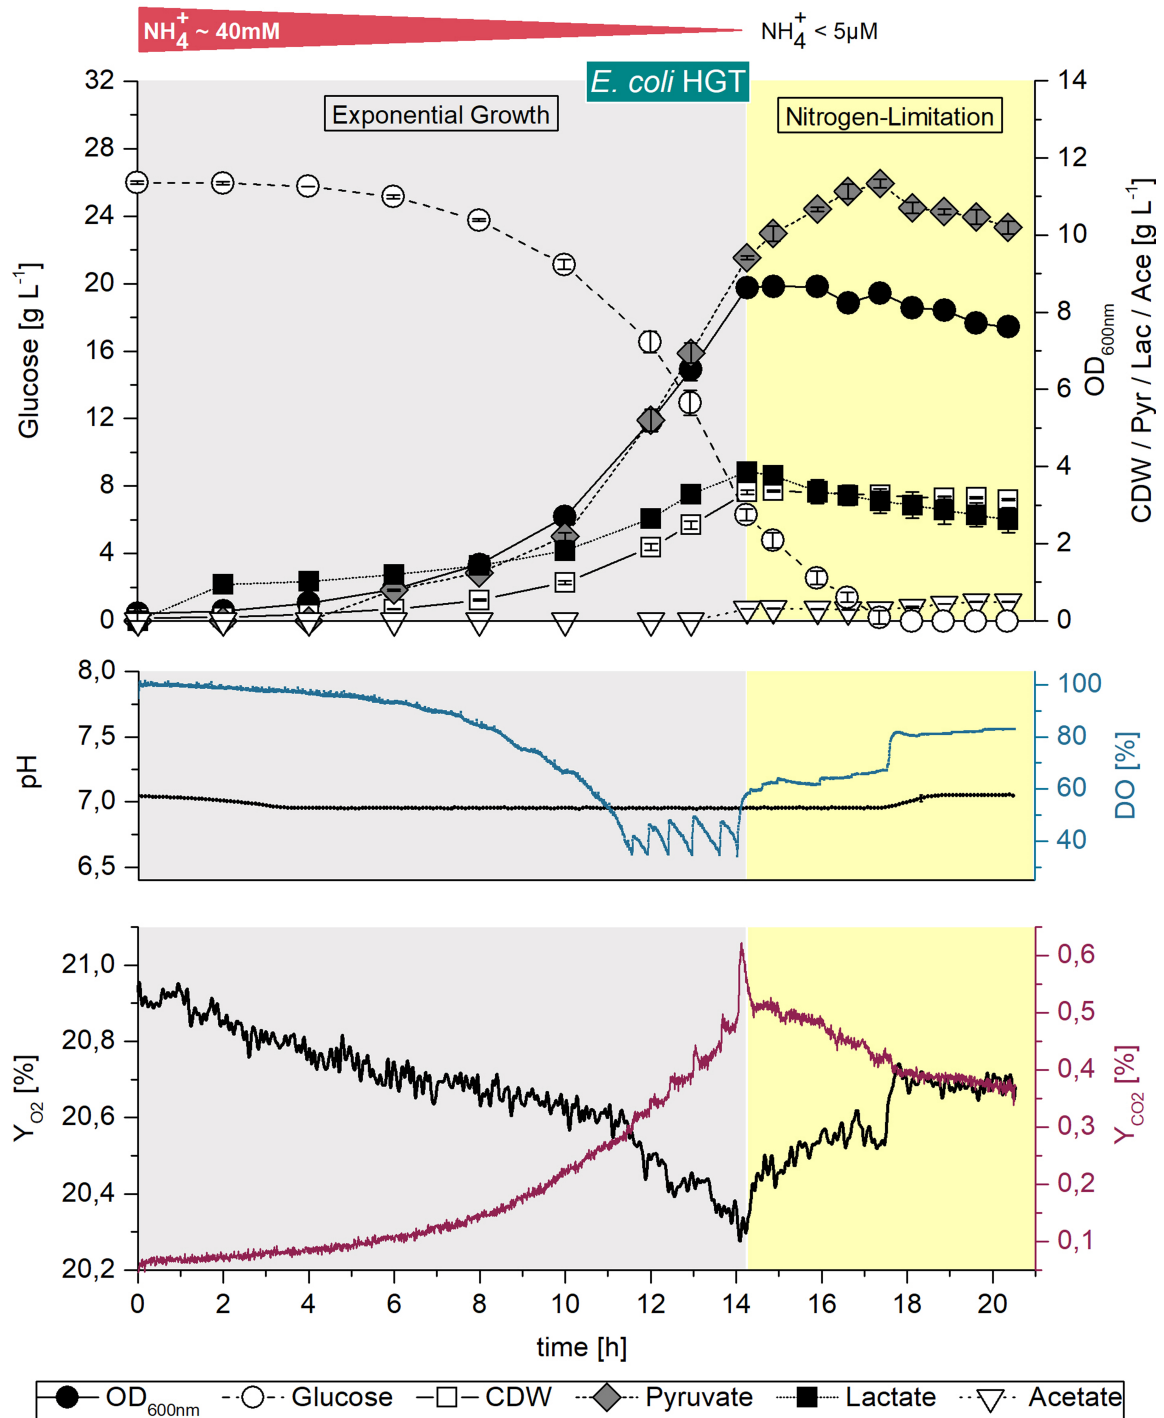 NH4+ ~ 40mM
NH4+ < 5µM
E. coli HGT
Exponential Growth
Nitrogen-Limitation
32
28
24
20
16
12
8
4
0
Glucose [g L-1]
14
12
10
8
6
4
2
0
OD600nm
CDW / Pyr / Lac / Ace [g L-1]
8,0
7,5
7,0
6,5
pH
100
80
60
40
DO [%]
21,0
20,8
20,6
20,4
20,2
YO2 [%]
0,6
0,5
0,4
0,3
0,2
0,1
YCO2 [%]
0 2 4 6 8 10 12 14 16 18 20
time [h]
OD600nm Glucose CDW Pyruvate Lactate Acetate